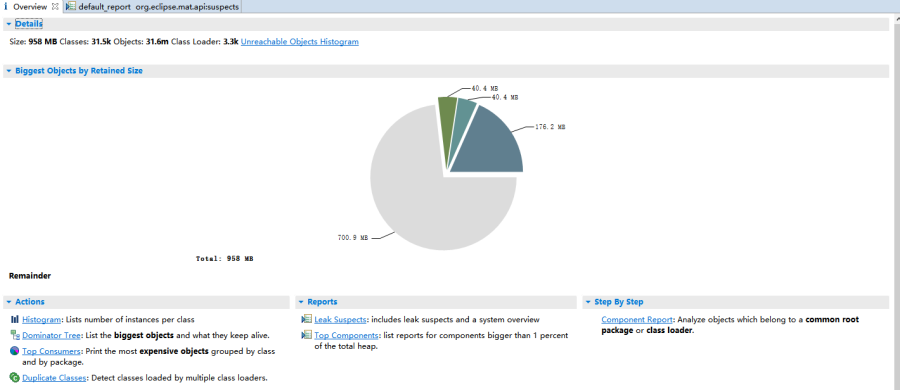 i Overview
default_report org.eclipse.mat.api:suspects
Details
Size: 958 MB Classes: 31.5k Objects: 31.6m Class Loader: 3.3k Unreachable Objects Histogram
Biggest Objects by Retained Size
40.4 MB
40.4 MB
176.2 MB
700.9 MB
Total: 958 MB
Remainder
Actions
Histogram: Lists number of instances per class
Dominator Tree: List the biggest objects and what they keep alive.
Top Consumers: Print the most expensive objects grouped by class
and by package.
Duplicate Classes: Detect classes loaded by multiple class loaders.
Reports
Leak Suspects: includes leak suspects and a system overview
Top Components: list reports for components bigger than 1 percent
of the total heap.
Step By Step
Component Report: Analyze objects which belong to a common root
package or class loader.